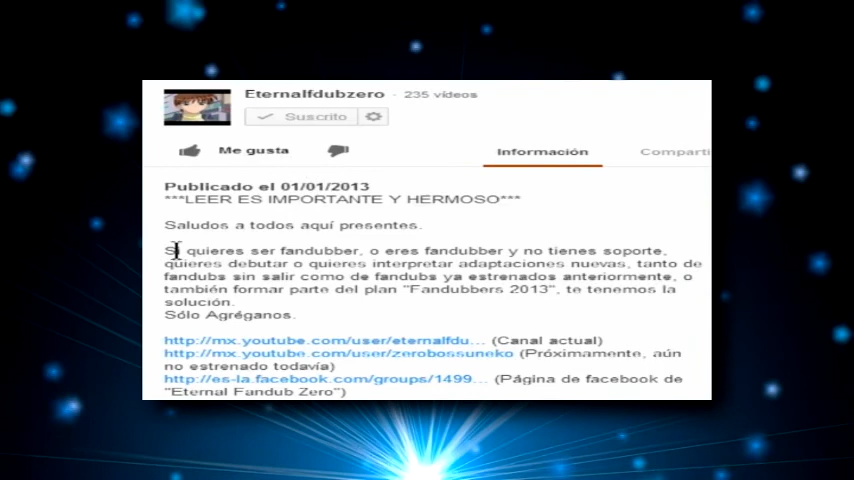 Eternalfdubzero · 235 vídeos
Suscrito
Me gusta
Información
Comparti
Publicado el 01/01/2013
***LEER ES IMPORTANTE Y HERMOSO***
Saludos a todos aquí presentes.
Si quieres ser fandubber, o eres fandubber y no tienes soporte,
quieres debutar o quieres interpretar adaptaciones nuevas, tanto de
fandubs sin salir como de fandubs ya estrenados anteriormente, o
también formar parte del plan "Fandubbers 2013", te tenemos la
solución.
Sólo Agréganos.
http://mx.youtube.com/user/eternalfdu... (Canal actual)
http://mx.youtube.com/user/zerobossuneko (Próximamente, aún
no estrenado todavía)
http://es-la.facebook.com/groups/1499... (Página de facebook de
"Eternal Fandub Zero")